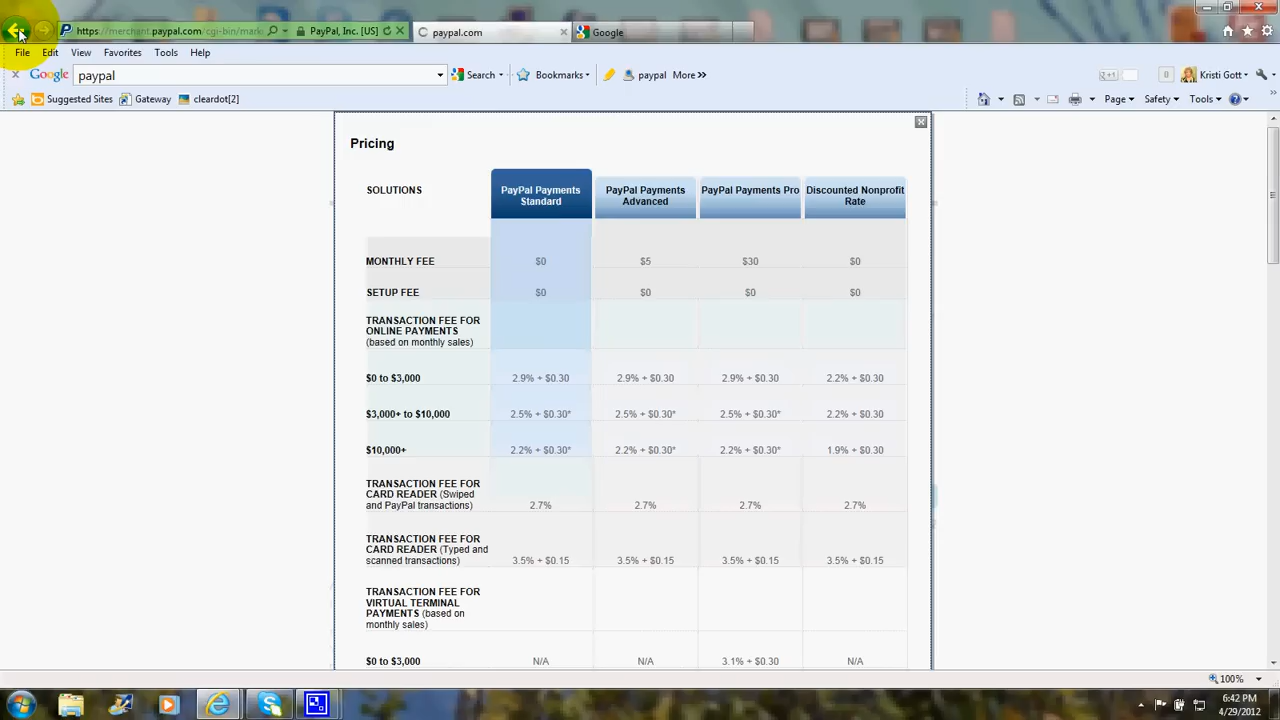 https://merchant.paypal.com/cgi-bin/mark
PayPal, Inc. [US]
paypal.com
Google
File Edit View Favorites Tools Help
Google paypal Search Bookmarks paypal More » Kristi Gott
Suggested Sites Gateway cleardot[2] Page Safety Tools
Pricing
SOLUTIONS
PayPal Payments
Standard
PayPal Payments
Advanced
PayPal Payments Pro
Discounted Nonprofit
Rate
MONTHLY FEE $0 $5 $30 $0
SETUP FEE $0 $0 $0 $0
TRANSACTION FEE FOR
ONLINE PAYMENTS
(based on monthly sales)
$0 to $3,000 2.9% + $0.30 2.9% + $0.30 2.9% + $0.30 2.2% + $0.30
$3,000+ to $10,000 2.5% + $0.30* 2.5% + $0.30* 2.5% + $0.30* 2.2% + $0.30
$10,000+ 2.2% + $0.30* 2.2% + $0.30* 2.2% + $0.30* 1.9% + $0.30
TRANSACTION FEE FOR
CARD READER (Swiped
and PayPal transactions) 2.7% 2.7% 2.7% 2.7%
TRANSACTION FEE FOR
CARD READER (Typed and
scanned transactions) 3.5% + $0.15 3.5% + $0.15 3.5% + $0.15 3.5% + $0.15
TRANSACTION FEE FOR
VIRTUAL TERMINAL
PAYMENTS (based on
monthly sales)
$0 to $3,000 N/A N/A 3.1% + $0.30 N/A
100%
6:42 PM
4/29/2012